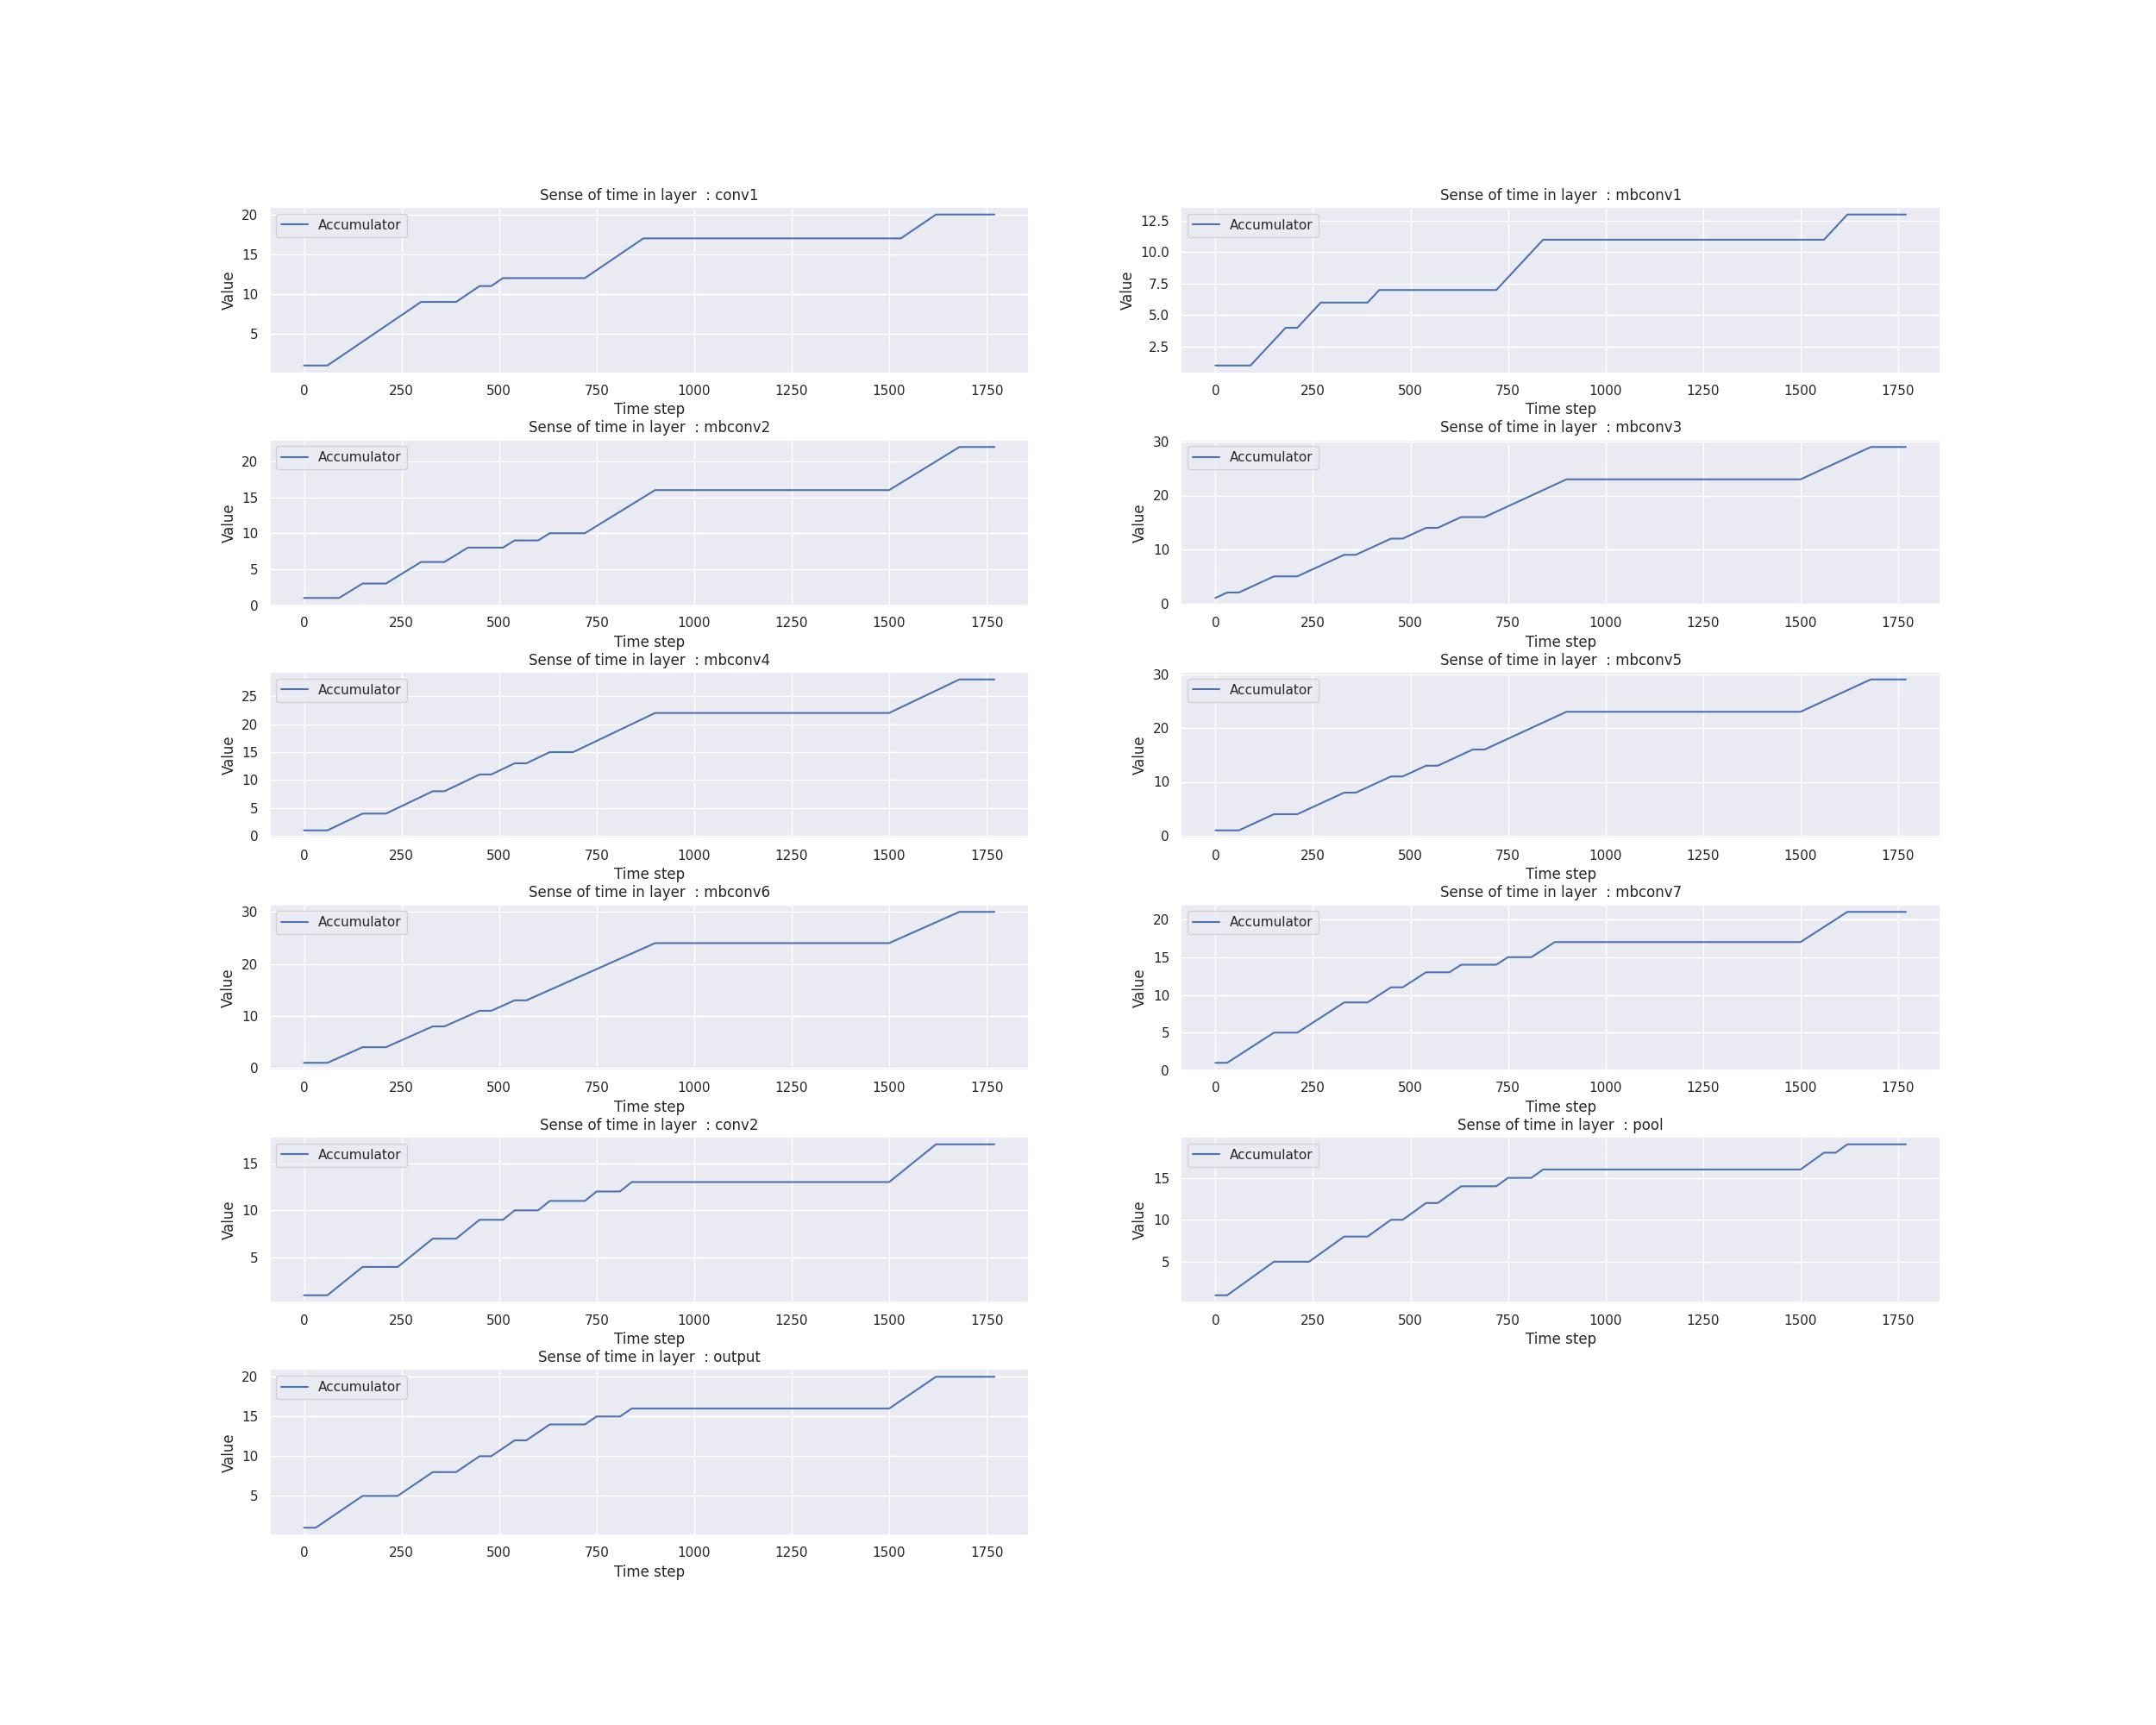 Sense of time in layer  : conv1
Accumulator
Value
20
15
10
5
0 250 500 750 1000 1250 1500 1750
Time step
Sense of time in layer  : mbconv1
Accumulator
Value
12.5
10.0
7.5
5.0
2.5
0 250 500 750 1000 1250 1500 1750
Time step
Sense of time in layer  : mbconv2
Accumulator
Value
20
15
10
5
0
0 250 500 750 1000 1250 1500 1750
Time step
Sense of time in layer  : mbconv3
Accumulator
Value
30
20
10
0
0 250 500 750 1000 1250 1500 1750
Time step
Sense of time in layer  : mbconv4
Accumulator
Value
25
20
15
10
5
0
0 250 500 750 1000 1250 1500 1750
Time step
Sense of time in layer  : mbconv5
Accumulator
Value
30
20
10
0
0 250 500 750 1000 1250 1500 1750
Time step
Sense of time in layer  : mbconv6
Accumulator
Value
30
20
10
0
0 250 500 750 1000 1250 1500 1750
Time step
Sense of time in layer  : mbconv7
Accumulator
Value
20
15
10
5
0
0 250 500 750 1000 1250 1500 1750
Time step
Sense of time in layer  : conv2
Accumulator
Value
15
10
5
0 250 500 750 1000 1250 1500 1750
Time step
Sense of time in layer  : pool
Accumulator
Value
15
10
5
0 250 500 750 1000 1250 1500 1750
Time step
Sense of time in layer  : output
Accumulator
Value
20
15
10
5
0 250 500 750 1000 1250 1500 1750
Time step